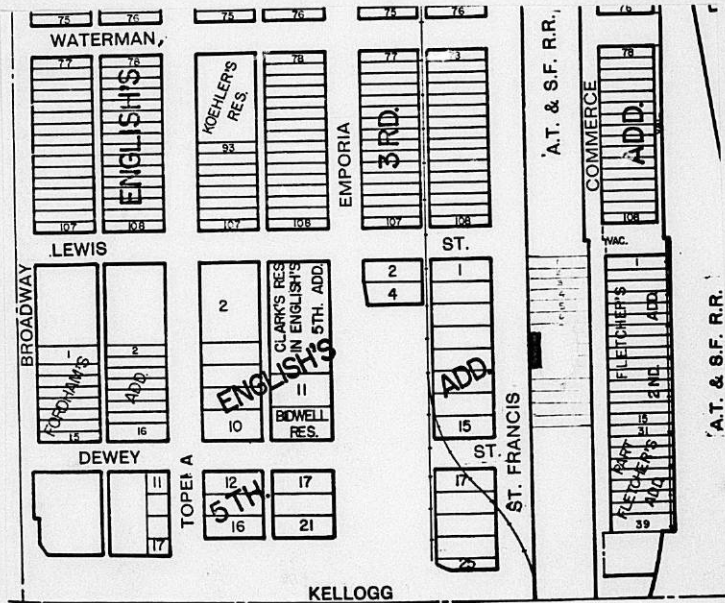 75 76 75 76 75 76 76
WATERMAN,
77 78
ENGLISH'S
107 108
KOEHLER'S
RES.
93
107
78
108
EMPORIA
77
3RD.
107 108
A.T. & S.F. R.R.
COMMERCE
78
ADD.
108
VAC.
LEWIS ST.
BROADWAY
1
FORDHAM'S
15
2
ADD.
16
2
10
CLARK'S RES
IN ENGLISH'S
5TH. ADD.
ENGLISH'S
11
BIDWELL
RES.
2
4
1
ADD.
15
ST. FRANCIS
1
FLETCHER'S
2ND. ADD
15
31
PART
FLETCHER'S
ADD
39
A.T. & S.F. R.R.
DEWEY ST.
11
17
12
5TH.
16
17
21
17
25
KELLOGG